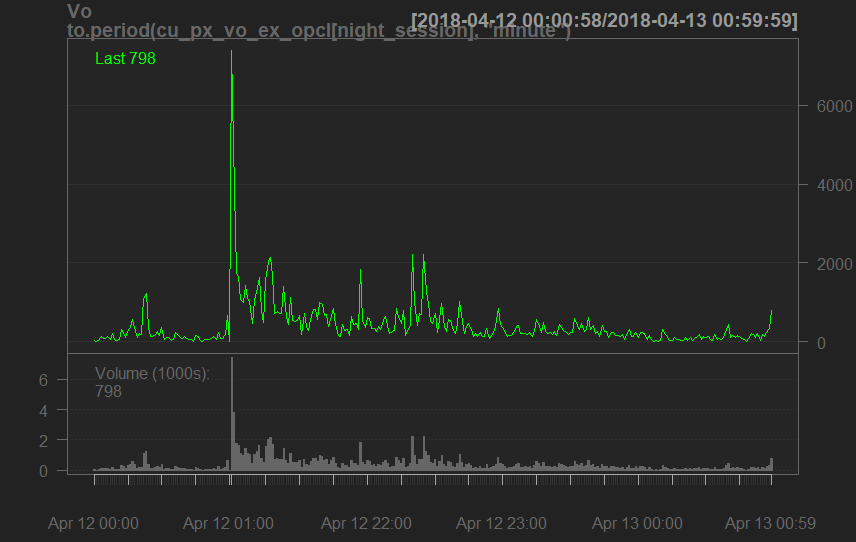 Vo
to.period(cu_px_vo_ex_opcl[night_session], "minute")
[2018-04-12 00:00:58/2018-04-13 00:59:59]
Last 798
6000
4000
2000
0
Volume (1000s):
798
6
4
2
0
Apr 12 00:00
Apr 12 01:00
Apr 12 22:00
Apr 12 23:00
Apr 13 00:00
Apr 13 00:59